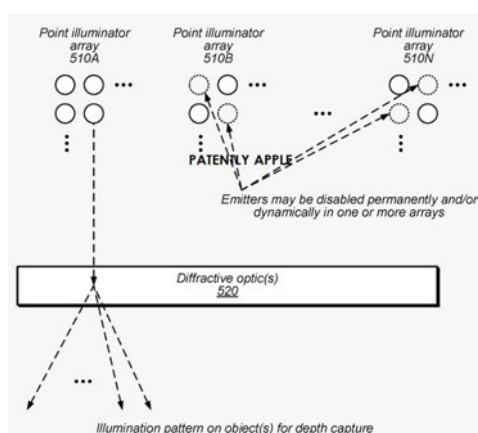 Point illuminator
array
510A
Point illuminator
array
510B
Point illuminator
array
510N
PATENTLY APPLE
Emitters may be disabled permanently and/or
dynamically in one or more arrays
Diffractive optic(s)
520
Illumination pattern on object(s) for depth capture